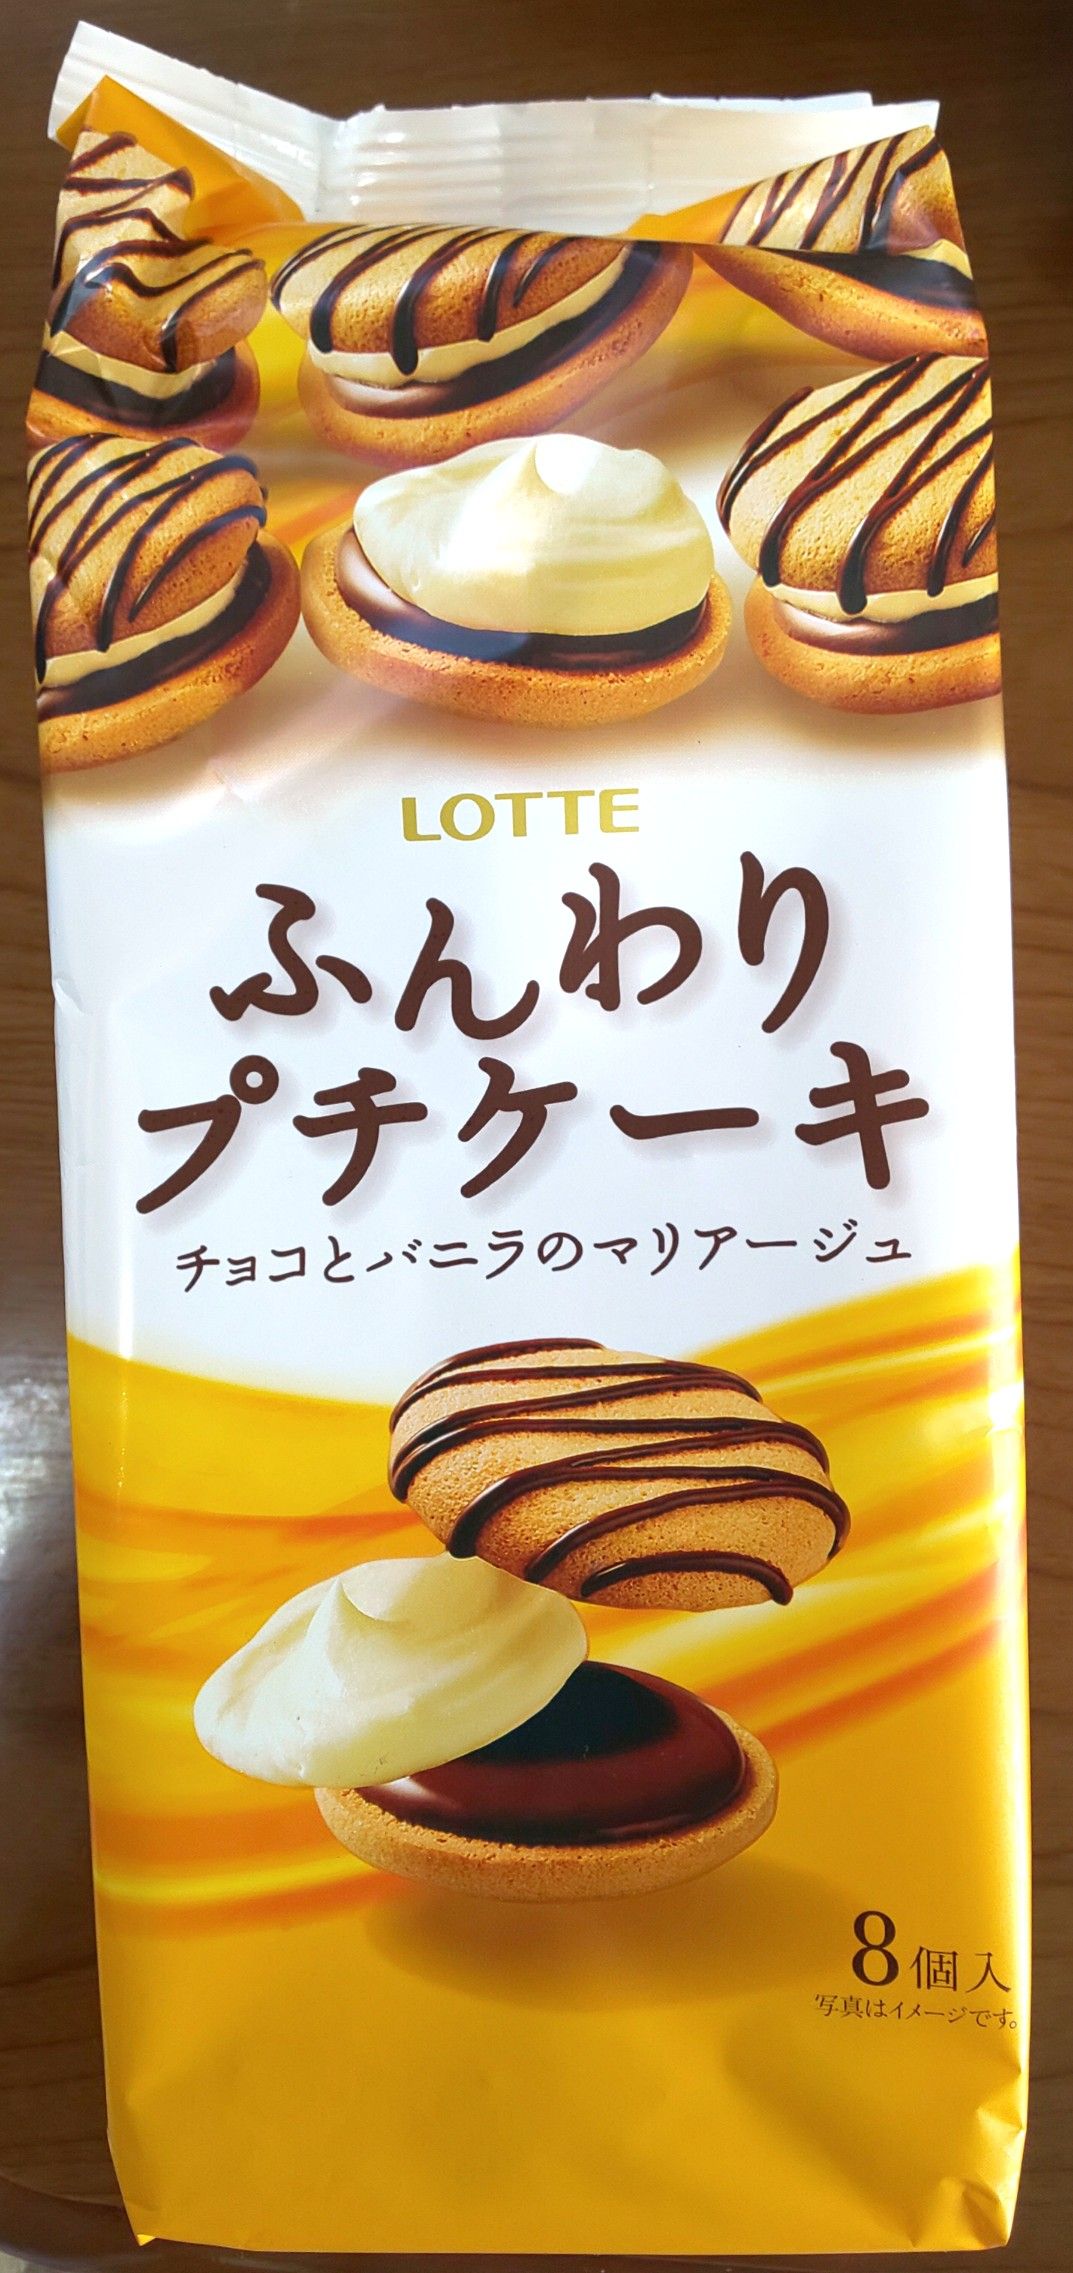 LOTTE
ふんわり
プチケーキ
チョコとバニラのマリアージュ
8個入
写真はイメージです。